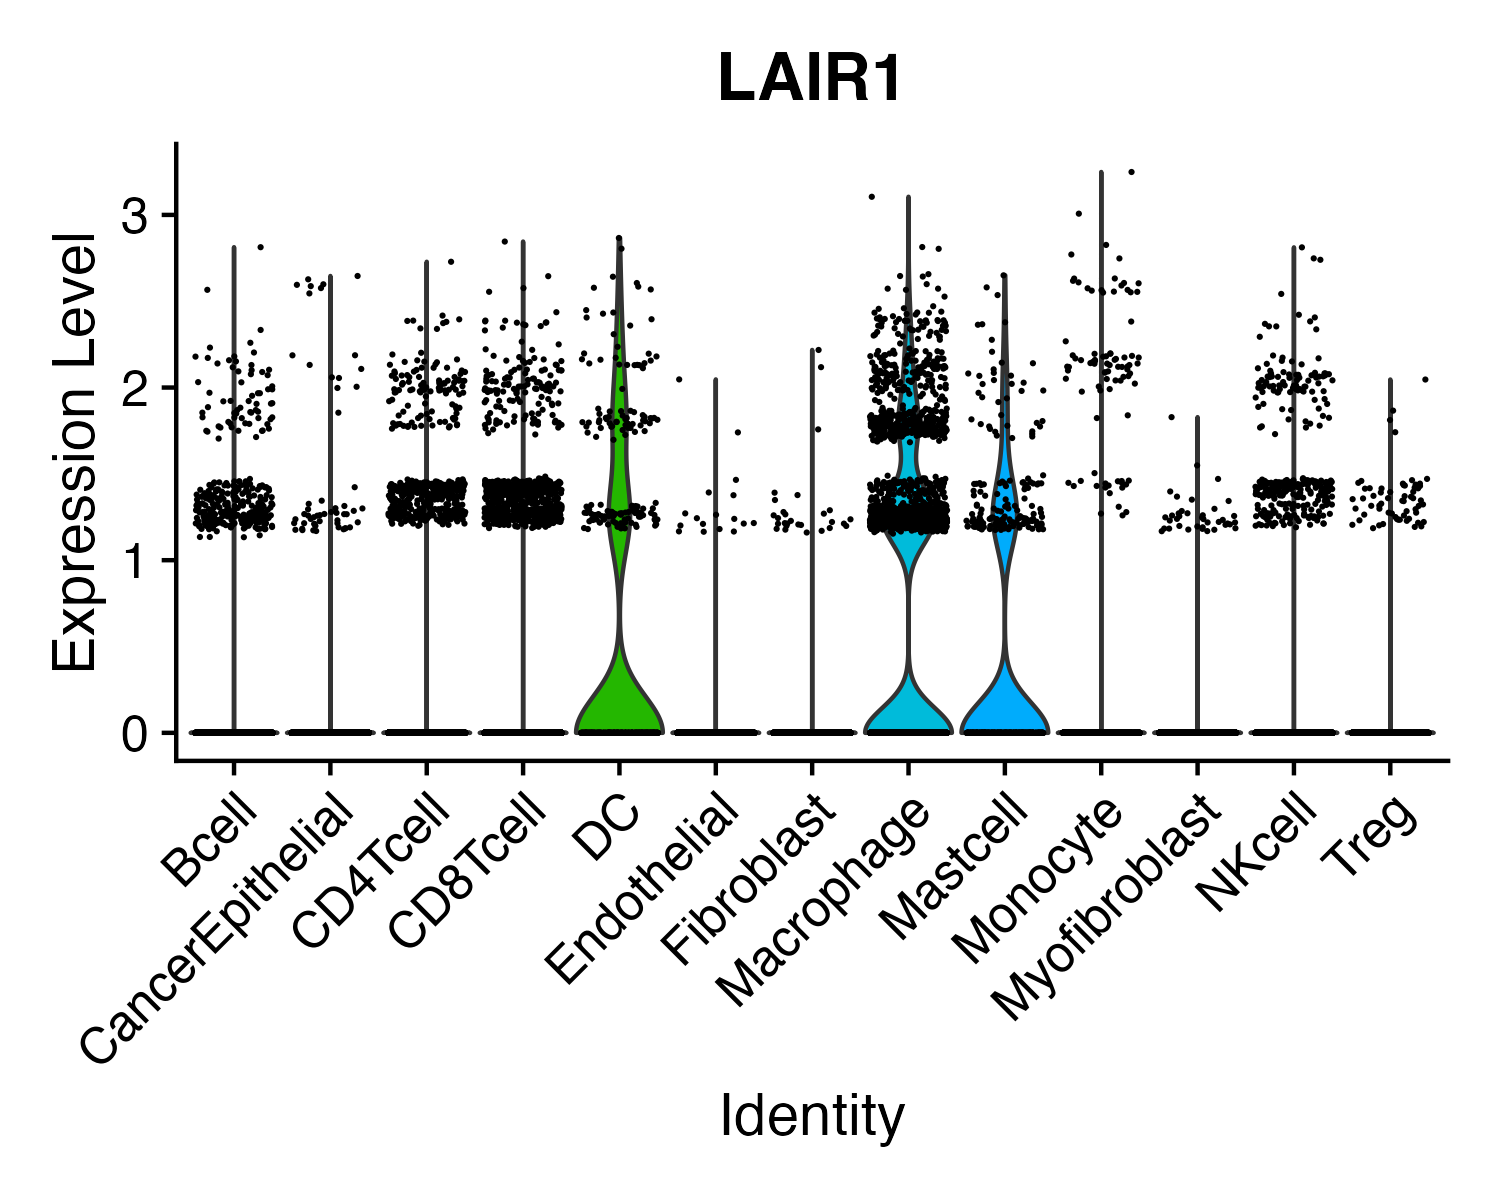 LAIR1
Expression Level
3
2
1
0
Bcell
CancerEpithelial
CD4Tcell
CD8Tcell
DC
Endothelial
Fibroblast
Macrophage
Mastcell
Monocyte
Myofibroblast
NKcell
Treg
Identity